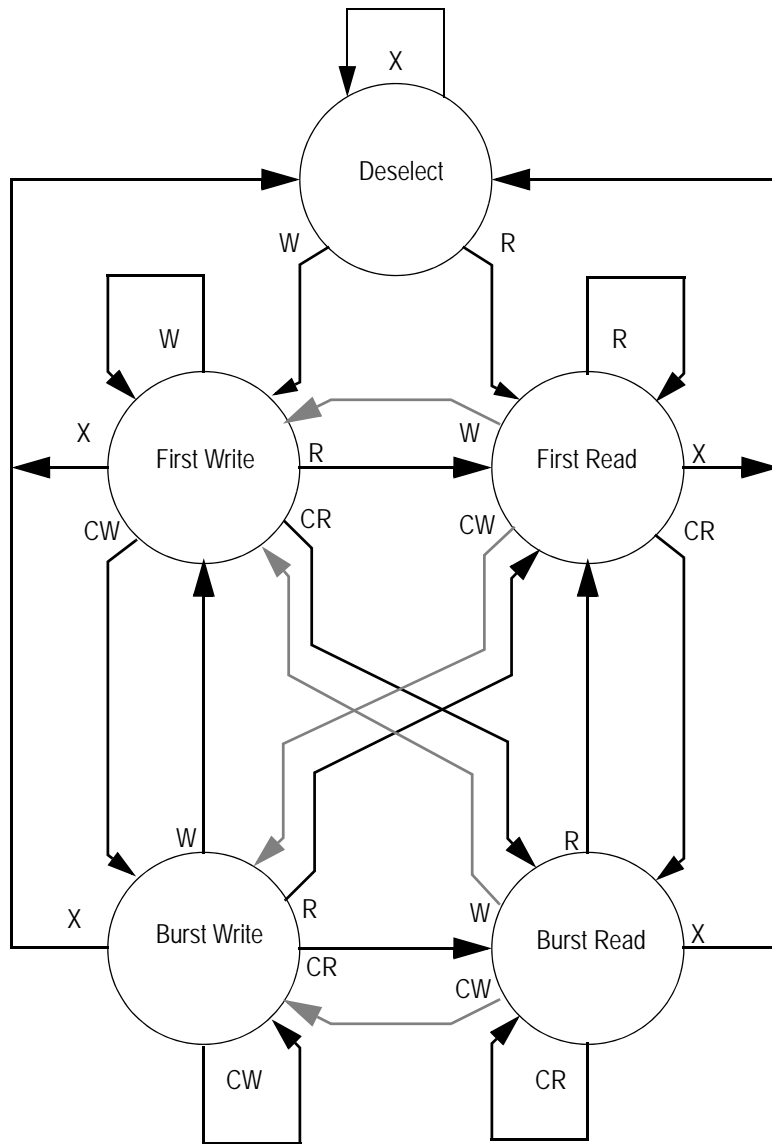 X
Deselect
W
R
W
R
X
W
First Write
R
First Read
X
CW
CR
CW
CR
W
R
X
R
W
X
Burst Write
Burst Read
CR
CW
CW
CR